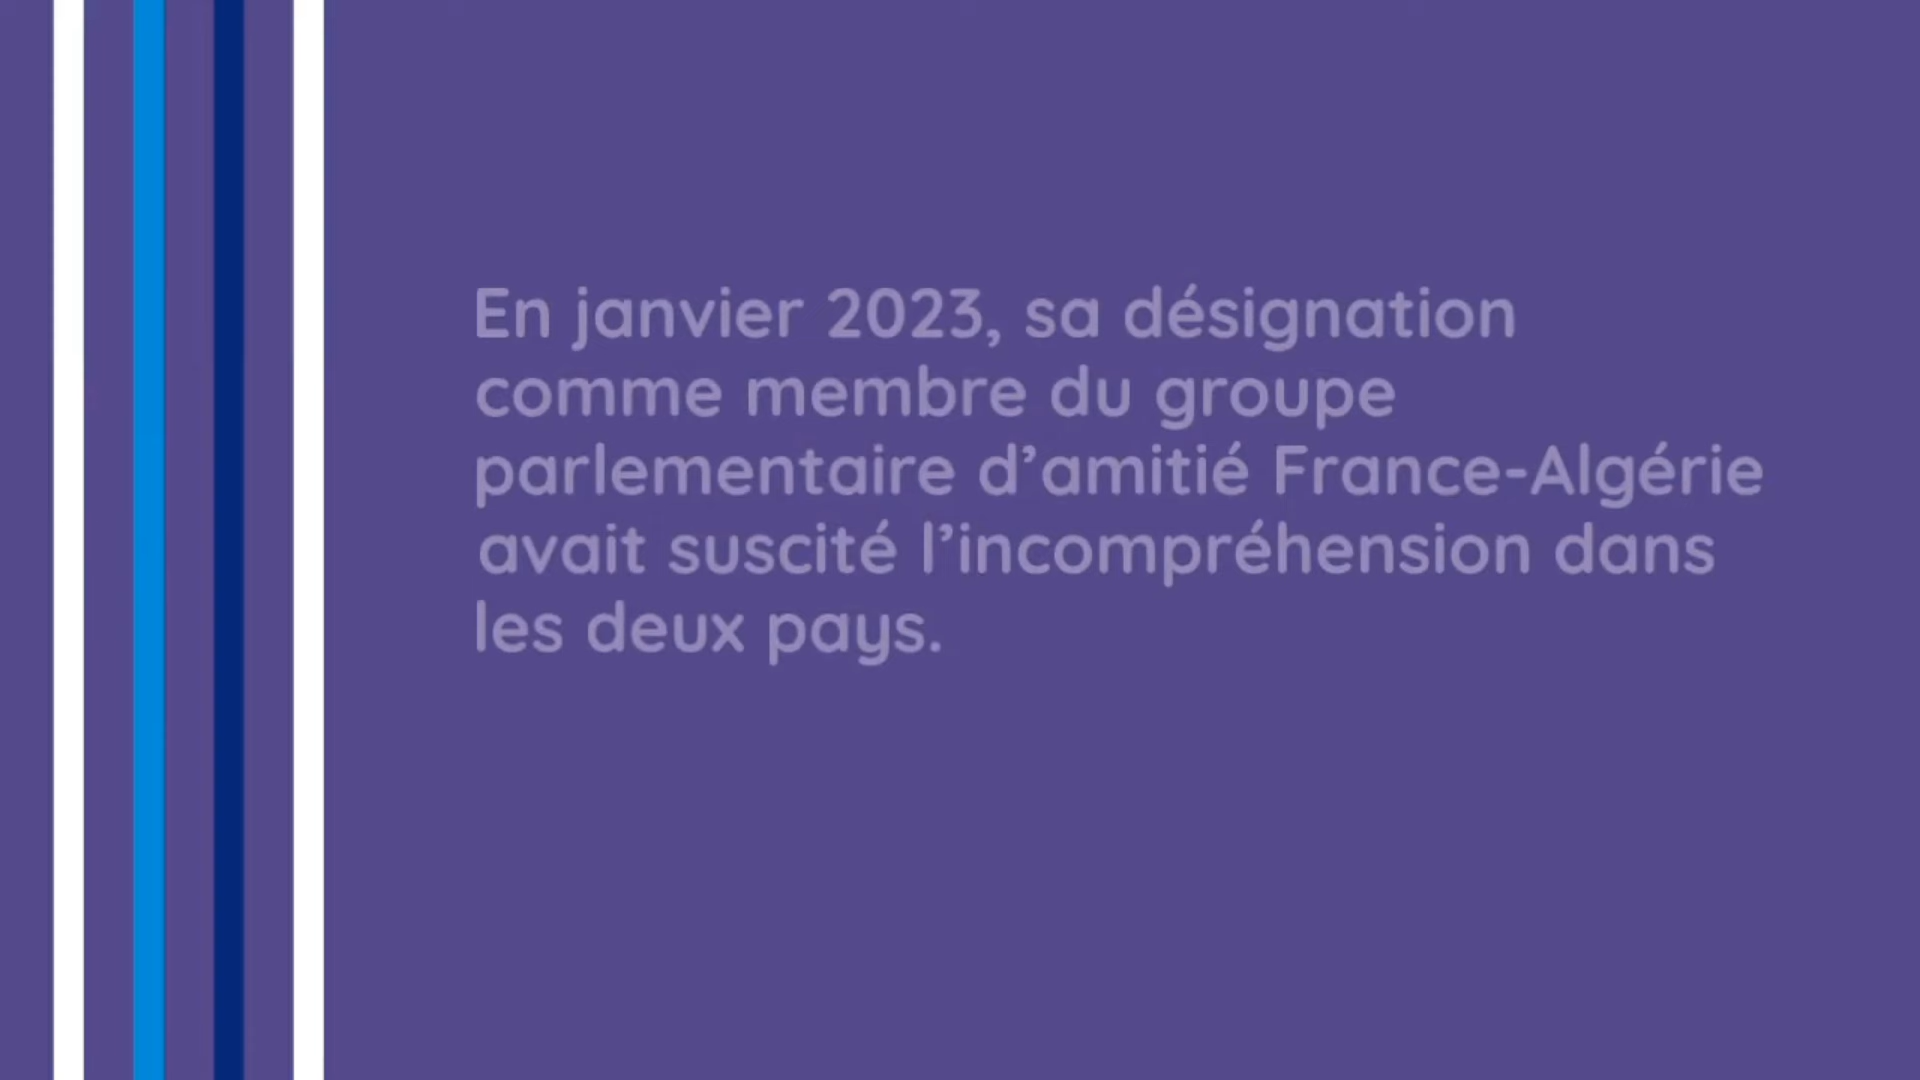 En janvier 2023, sa désignation
comme membre du groupe
parlementaire d’amitié France-Algérie
avait suscité l’incompréhension dans
les deux pays.